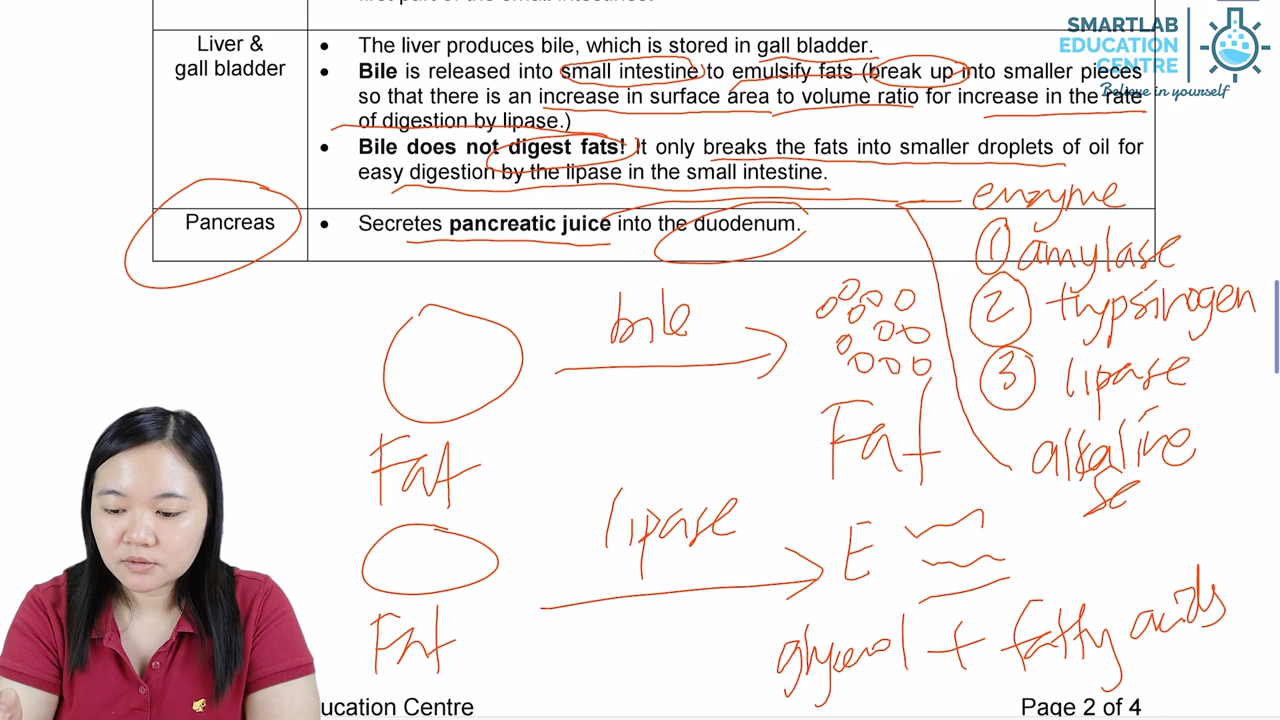 SMARTLAB
EDUCATION
CENTRE
Believe in yourself
Liver &
gall bladder
• The liver produces bile, which is stored in gall bladder.
• Bile is released into small intestine to emulsify fats (break up into smaller pieces
so that there is an increase in surface area to volume ratio for increase in the rate
of digestion by lipase.)
• Bile does not digest fats! It only breaks the fats into smaller droplets of oil for
easy digestion by the lipase in the small intestine.
Pancreas
• Secretes pancreatic juice into the duodenum.
enzyme
① amylase
② thypsinogen
③ lipase
alkaline
bile
Fat
Fat
lipase
E
Fat
glycerol + fatty acids
ucation Centre
Page 2 of 4